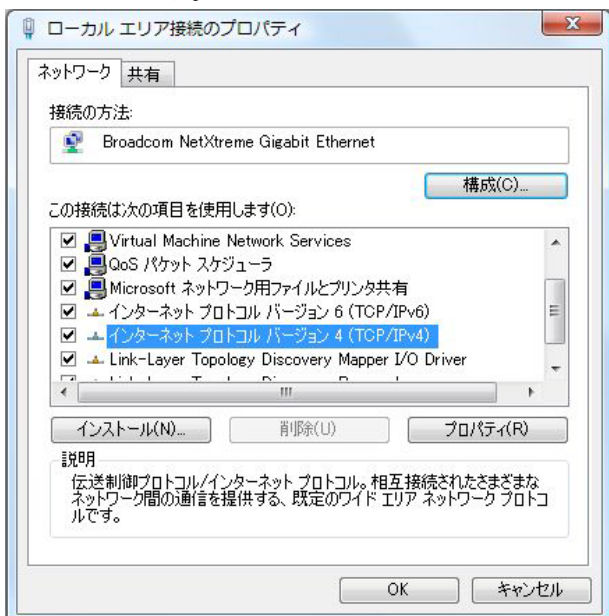 ローカル エリア接続のプロパティ
ネットワーク
共有
接続の方法:
Broadcom NetXtreme Gigabit Ethernet
構成(C)...
この接続は次の項目を使用します(O):
Virtual Machine Network Services
QoS パケット スケジューラ
Microsoft ネットワーク用ファイルとプリンタ共有
インターネット プロトコル バージョン 6 (TCP/IPv6)
インターネット プロトコル バージョン 4 (TCP/IPv4)
Link-Layer Topology Discovery Mapper I/O Driver
インストール(N)...
削除(U)
プロパティ(R)
説明
伝送制御プロトコル/インターネット プロトコル。相互接続されたさまざまな
ネットワーク間の通信を提供する、既定のワイド エリア ネットワーク プロトコ
ルです。
OK
キャンセル